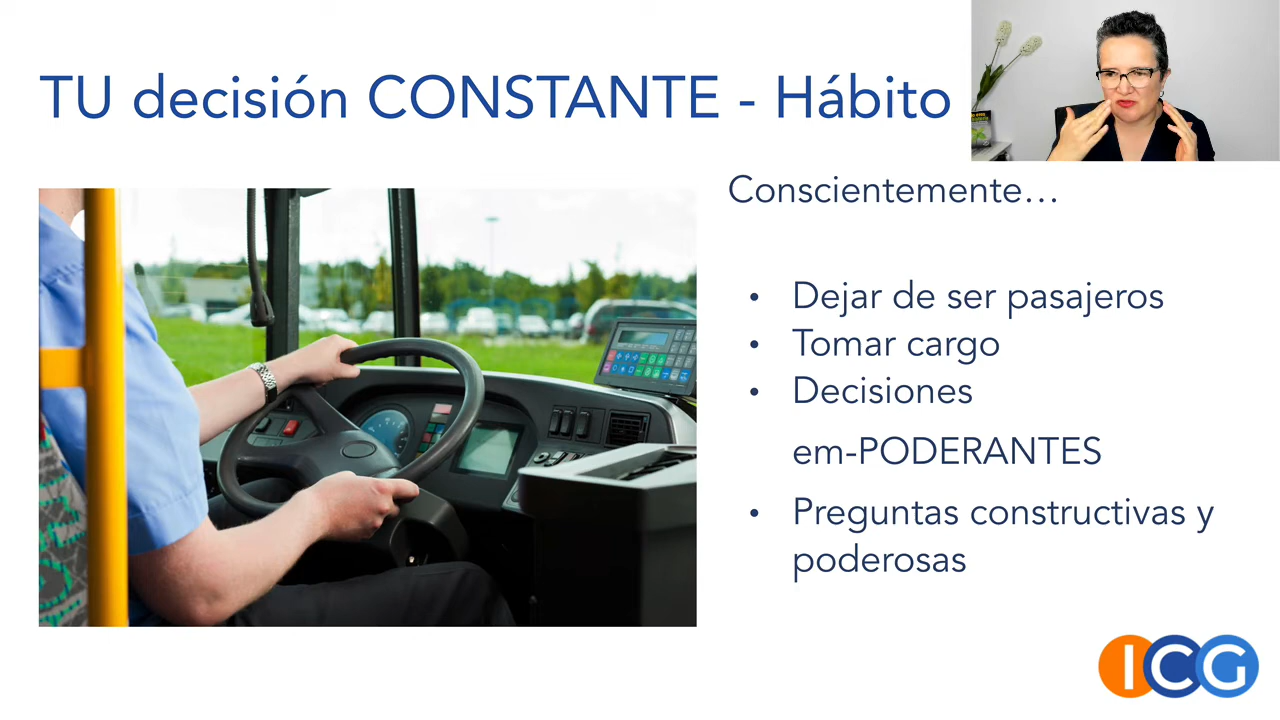 TU decisión CONSTANTE - Hábito
Conscientemente...
• Dejar de ser pasajeros
• Tomar cargo
• Decisiones
em-PODERANTES
• Preguntas constructivas y
poderosas
ICG